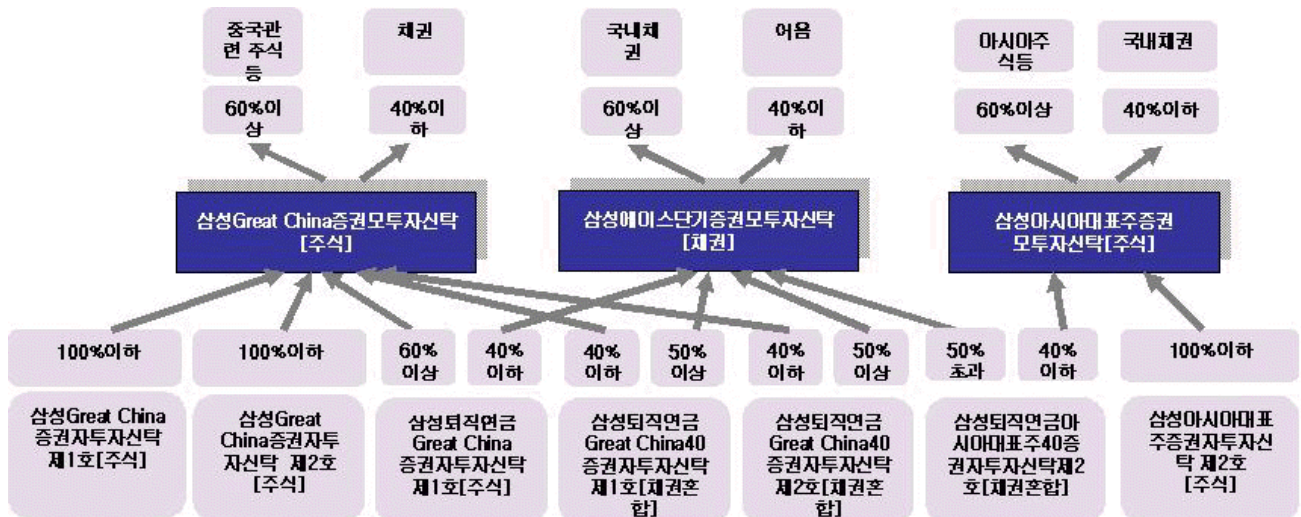 중국관
련 주식
등
채권
국내채
권
어음
아시아주
식등
국내채권
60%이
상
40%이
하
60%이
상
40%이
하
60%이상
40%이하
삼성Great China증권모투자신탁
[주식]
삼성에이스단기증권모투자신탁
[채권]
삼성아시아대표주증권
모투자신탁[주식]
100%이하
100%이하
60%
이상
40%
이하
40%
이하
50%
이상
40%
이하
50%
이상
50%
초과
40%
이하
100%이하
삼성Great China
증권자투자신탁
제1호[주식]
삼성Great
China증권자투
자신탁 제2호
[주식]
삼성퇴직연금
Great China
증권자투자신탁
제1호[주식]
삼성퇴직연금
Great China40
증권자투자신탁
제1호[채권혼
합]
삼성퇴직연금
Great China40
증권자투자신탁
제2호[채권혼
합]
삼성퇴직연금아
시아대표주40증
권자투자신탁제2
호[채권혼합]
삼성아시아대표
주증권자투자신
탁 제2호
[주식]